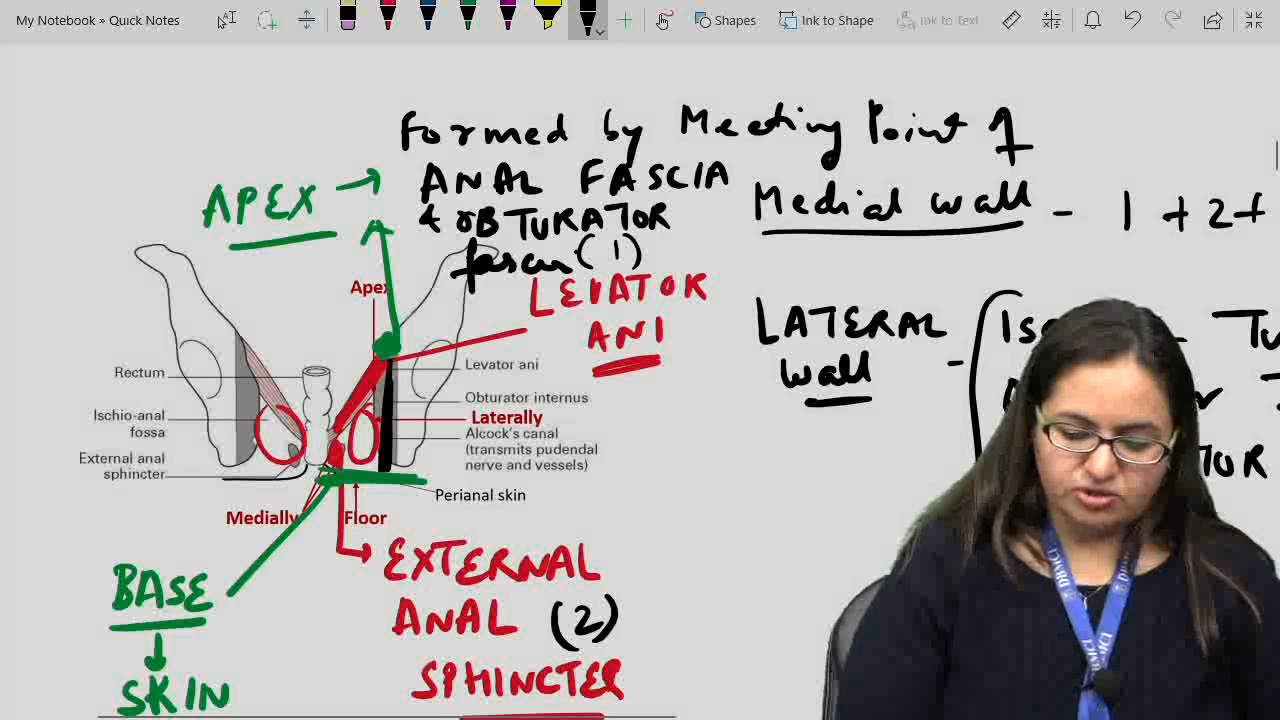 My Notebook » Quick Notes
Shapes
Ink to Shape
Ink to Text
Formed by Meeting Point of
APEX → ANAL FASCIA
& OBTURATOR
(1)
Medial wall - 1 + 2 +
Apex
LEVATOR
ANI
LATERAL
wall -
Rectum
Levator ani
Obturator internus
Ischio-anal
fossa
Laterally
Alcock's canal
(transmits pudendal
nerve and vessels)
External anal
sphincter
Perianal skin
Medially
Floor
EXTERNAL
ANAL (2)
SPHINCTER
BASE
SKIN
DBMCI